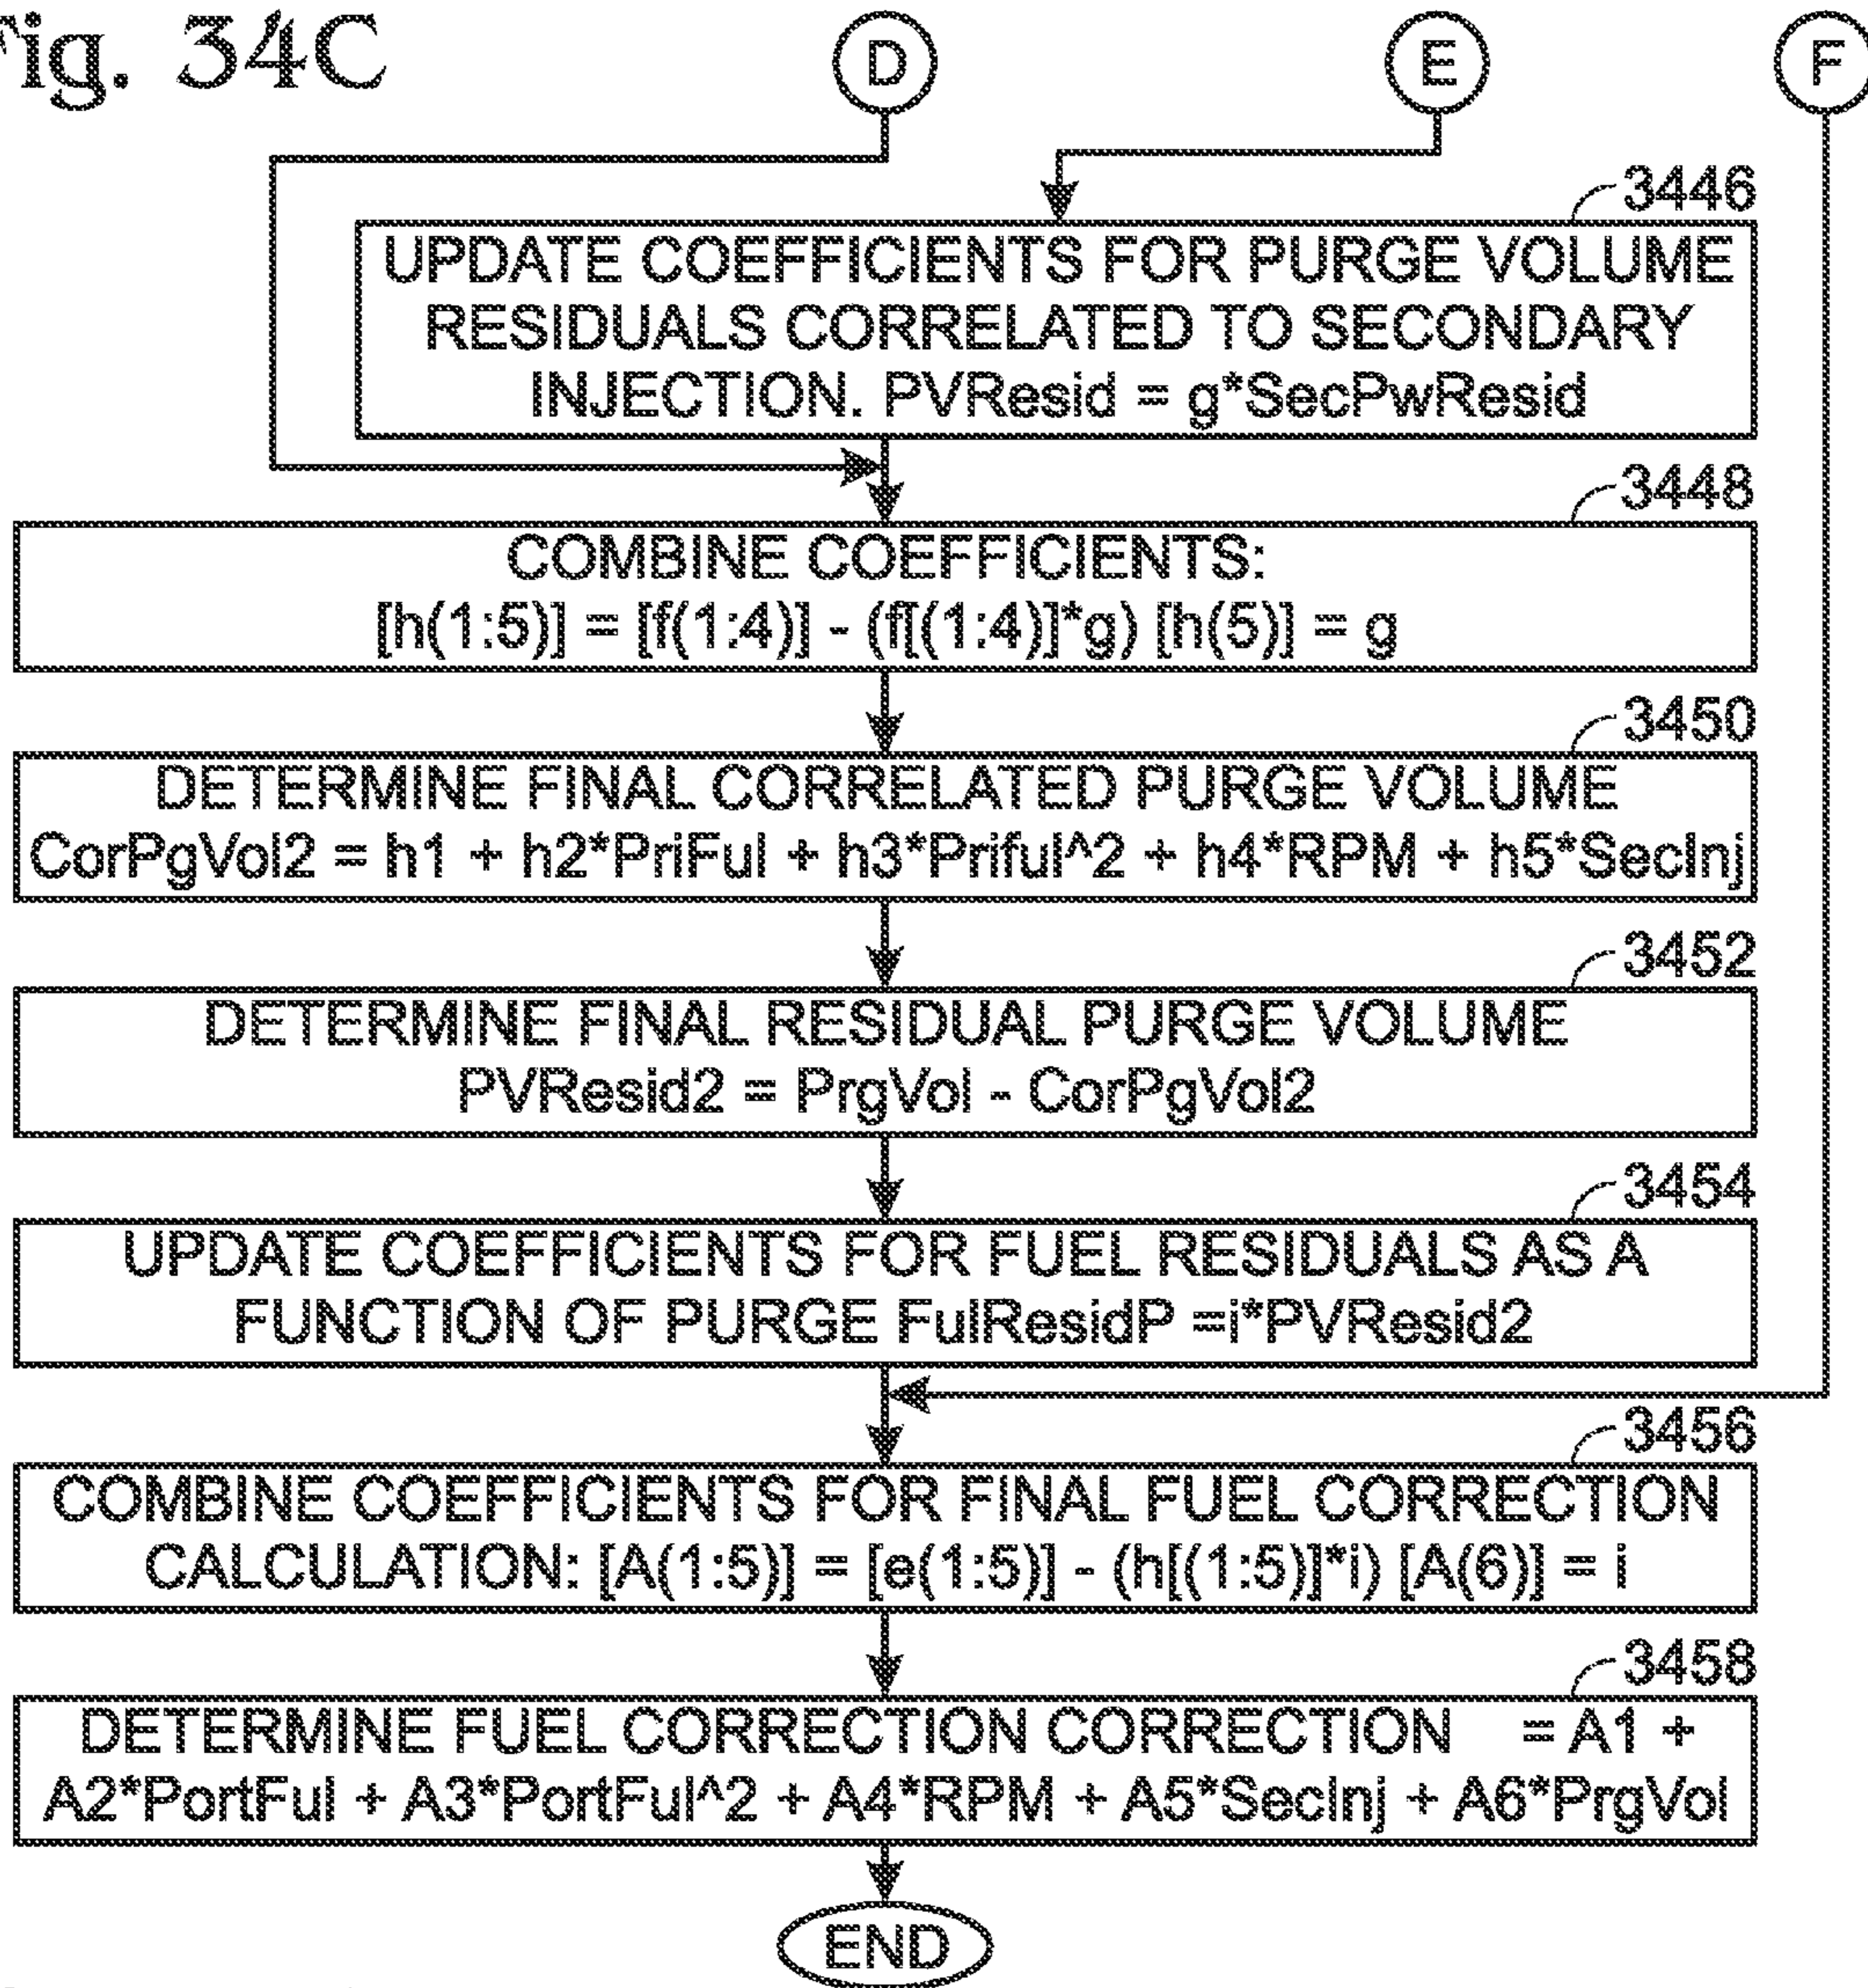 Fig. 34C
D
E
F
3446
UPDATE COEFFICIENTS FOR PURGE VOLUME
RESIDUALS CORRELATED TO SECONDARY
INJECTION. PVResid = g*SecPwResid
3448
COMBINE COEFFICIENTS:
[h(1:5)] = [f(1:4)] - (f[(1:4)]*g) [h(5)] = g
3450
DETERMINE FINAL CORRELATED PURGE VOLUME
CorPgVol2 = h1 + h2*PriFul + h3*Priful^2 + h4*RPM + h5*SecInj
3452
DETERMINE FINAL RESIDUAL PURGE VOLUME
PVResid2 = PrgVol - CorPgVol2
3454
UPDATE COEFFICIENTS FOR FUEL RESIDUALS AS A
FUNCTION OF PURGE FulResidP =i*PVResid2
3456
COMBINE COEFFICIENTS FOR FINAL FUEL CORRECTION
CALCULATION: [A(1:5)] = [e(1:5)] - (h[(1:5)]*i) [A(6)] = i
3458
DETERMINE FUEL CORRECTION CORRECTION = A1 +
A2*PortFul + A3*PortFul^2 + A4*RPM + A5*SecInj + A6*PrgVol
END